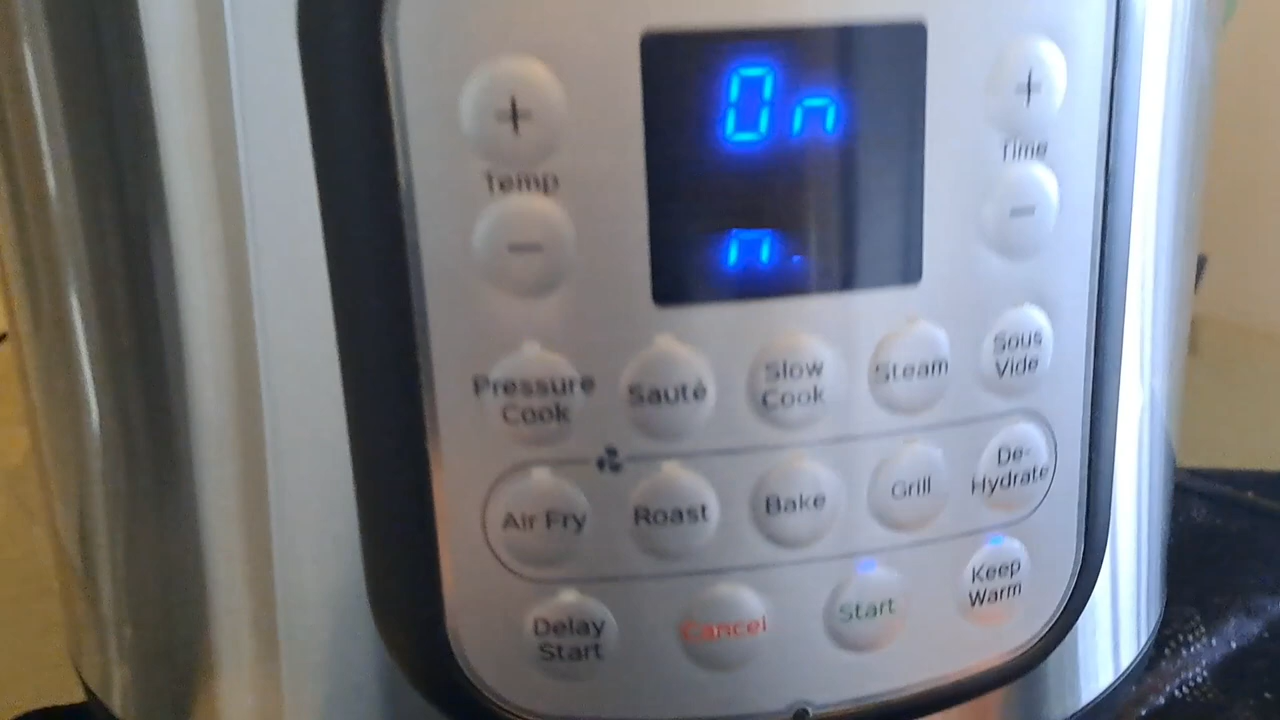 On
+
+
Temp
Time
-
-
Pressure Cook
Sauté
Slow Cook
Steam
Sous Vide
Air Fry
Roast
Bake
Grill
De-Hydrate
Delay Start
Cancel
Start
Keep Warm